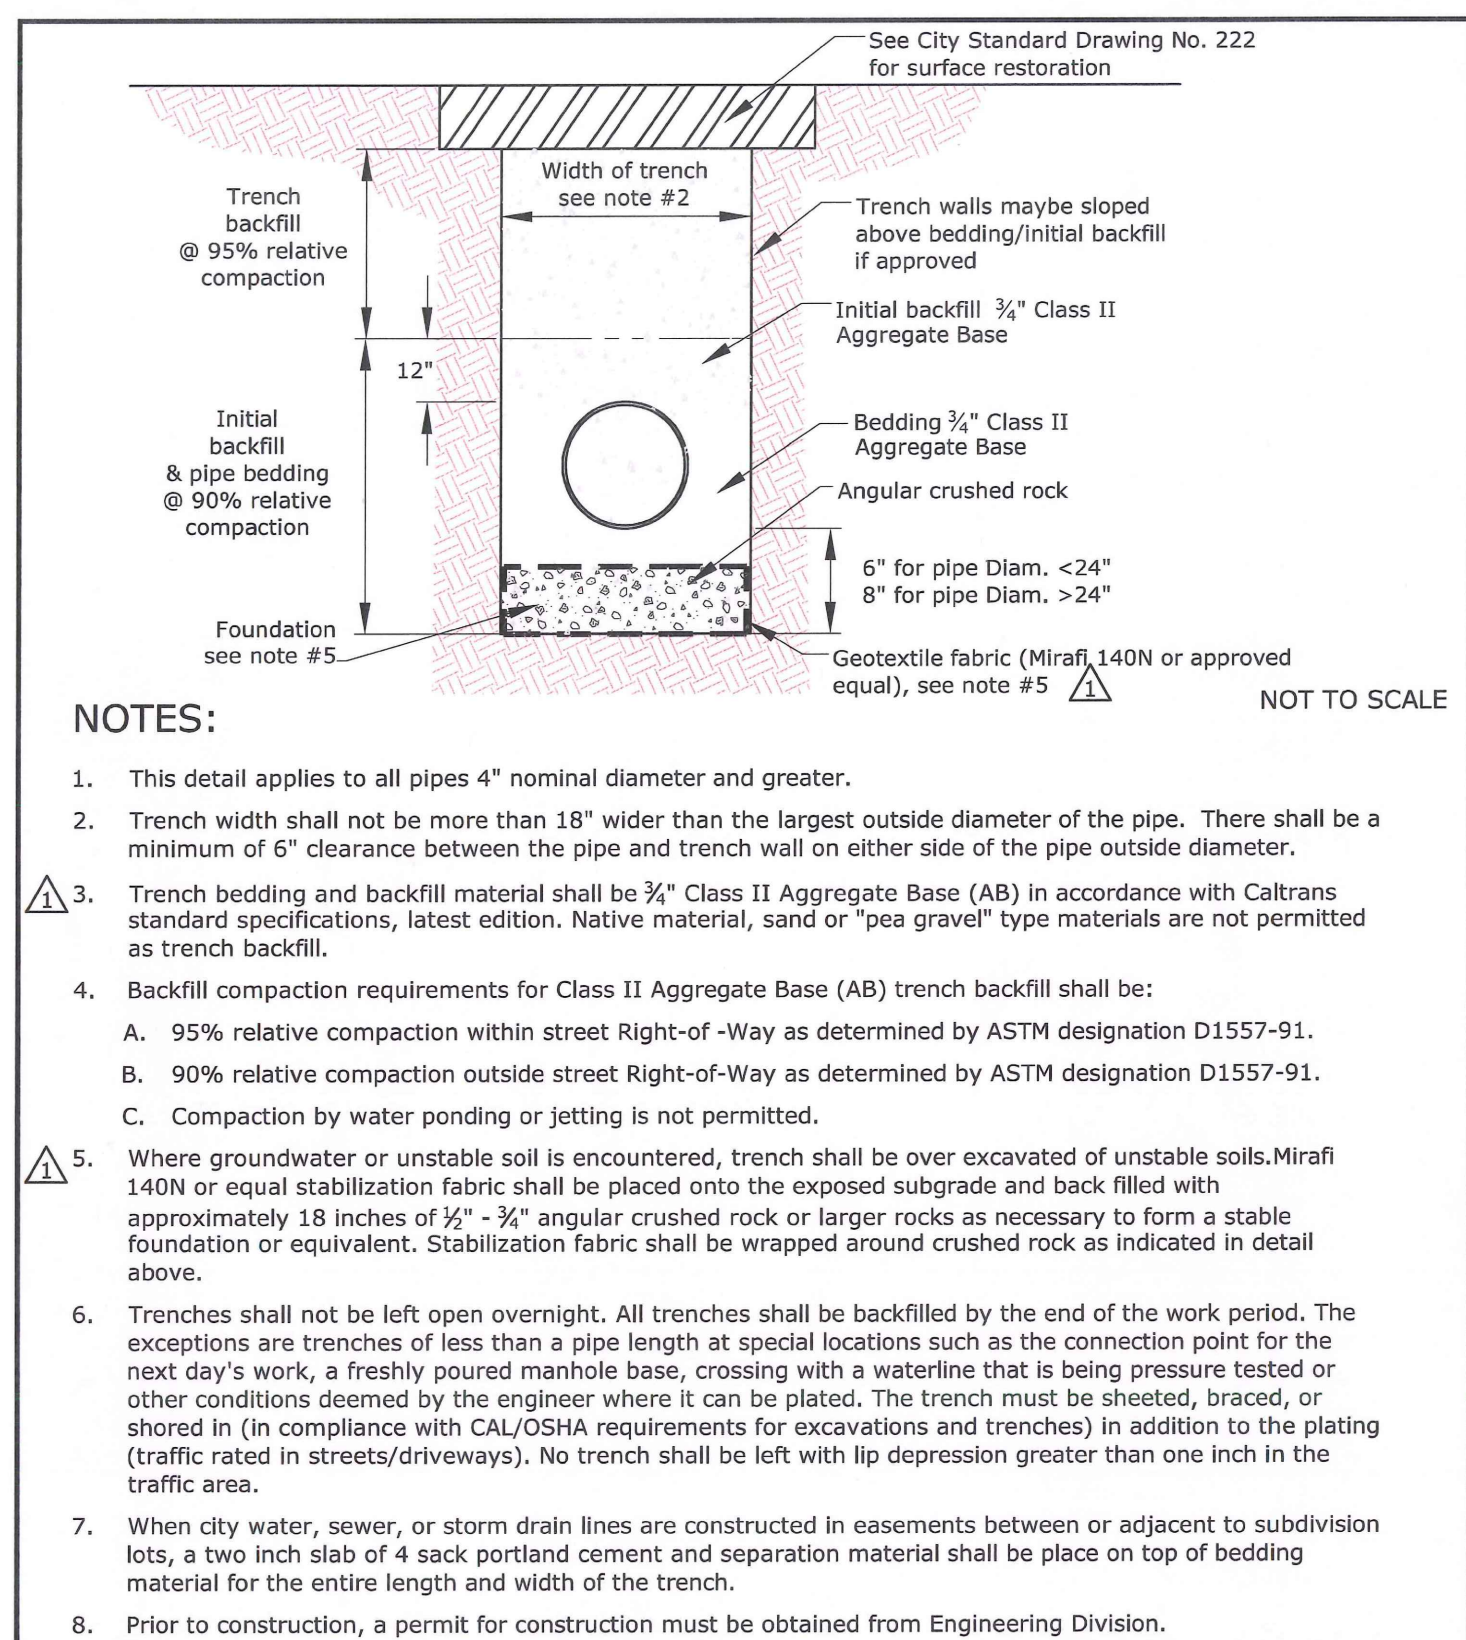 See City Standard Drawing No. 222
for surface restoration
Width of trench
see note #2
Trench
backfill
@ 95% relative
compaction
Trench walls maybe sloped
above bedding/initial backfill
if approved
Initial backfill ¾" Class II
Aggregate Base
12"
Initial
backfill
& pipe bedding
@ 90% relative
compaction
Bedding ¾" Class II
Aggregate Base
Angular crushed rock
6" for pipe Diam. <24"
8" for pipe Diam. >24"
Foundation
see note #5
Geotextile fabric (Mirafi 140N or approved
equal), see note #5
1
NOT TO SCALE
NOTES:
1. This detail applies to all pipes 4" nominal diameter and greater.
2. Trench width shall not be more than 18" wider than the largest outside diameter of the pipe. There shall be a
minimum of 6" clearance between the pipe and trench wall on either side of the pipe outside diameter.
1 3. Trench bedding and backfill material shall be ¾" Class II Aggregate Base (AB) in accordance with Caltrans
standard specifications, latest edition. Native material, sand or "pea gravel" type materials are not permitted
as trench backfill.
4. Backfill compaction requirements for Class II Aggregate Base (AB) trench backfill shall be:
A. 95% relative compaction within street Right-of -Way as determined by ASTM designation D1557-91.
B. 90% relative compaction outside street Right-of-Way as determined by ASTM designation D1557-91.
C. Compaction by water ponding or jetting is not permitted.
1 5. Where groundwater or unstable soil is encountered, trench shall be over excavated of unstable soils.Mirafi
140N or equal stabilization fabric shall be placed onto the exposed subgrade and back filled with
approximately 18 inches of ½" - ¾" angular crushed rock or larger rocks as necessary to form a stable
foundation or equivalent. Stabilization fabric shall be wrapped around crushed rock as indicated in detail
above.
6. Trenches shall not be left open overnight. All trenches shall be backfilled by the end of the work period. The
exceptions are trenches of less than a pipe length at special locations such as the connection point for the
next day's work, a freshly poured manhole base, crossing with a waterline that is being pressure tested or
other conditions deemed by the engineer where it can be plated. The trench must be sheeted, braced, or
shored in (in compliance with CAL/OSHA requirements for excavations and trenches) in addition to the plating
(traffic rated in streets/driveways). No trench shall be left with lip depression greater than one inch in the
traffic area.
7. When city water, sewer, or storm drain lines are constructed in easements between or adjacent to subdivision
lots, a two inch slab of 4 sack portland cement and separation material shall be place on top of bedding
material for the entire length and width of the trench.
8. Prior to construction, a permit for construction must be obtained from Engineering Division.